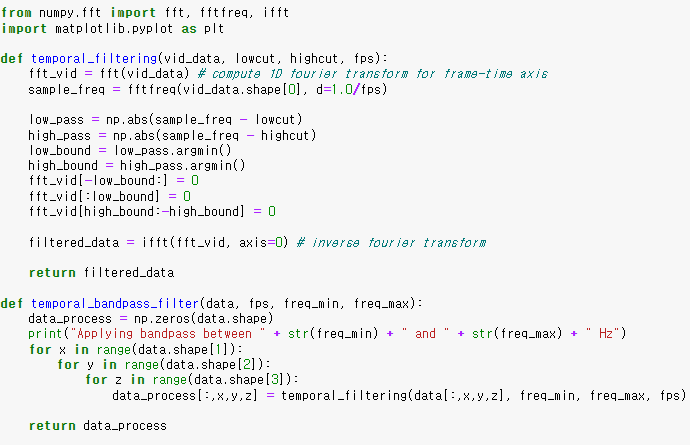 from numpy.fft import fft, fftfreq, ifft
import matplotlib.pyplot as plt

def temporal_filtering(vid_data, lowcut, highcut, fps):
    fft_vid = fft(vid_data) # compute 1D fourier transform for frame-time axis
    sample_freq = fftfreq(vid_data.shape[0], d=1.0/fps)

    low_pass = np.abs(sample_freq - lowcut)
    high_pass = np.abs(sample_freq - highcut)
    low_bound = low_pass.argmin()
    high_bound = high_pass.argmin()
    fft_vid[-low_bound:] = 0
    fft_vid[:low_bound] = 0
    fft_vid[high_bound:-high_bound] = 0

    filtered_data = ifft(fft_vid, axis=0) # inverse fourier transform

    return filtered_data

def temporal_bandpass_filter(data, fps, freq_min, freq_max):
    data_process = np.zeros(data.shape)
    print("Applying bandpass between " + str(freq_min) + " and " + str(freq_max) + " Hz")
    for x in range(data.shape[1]):
        for y in range(data.shape[2]):
            for z in range(data.shape[3]):
                data_process[:,x,y,z] = temporal_filtering(data[:,x,y,z], freq_min, freq_max, fps)

    return data_process